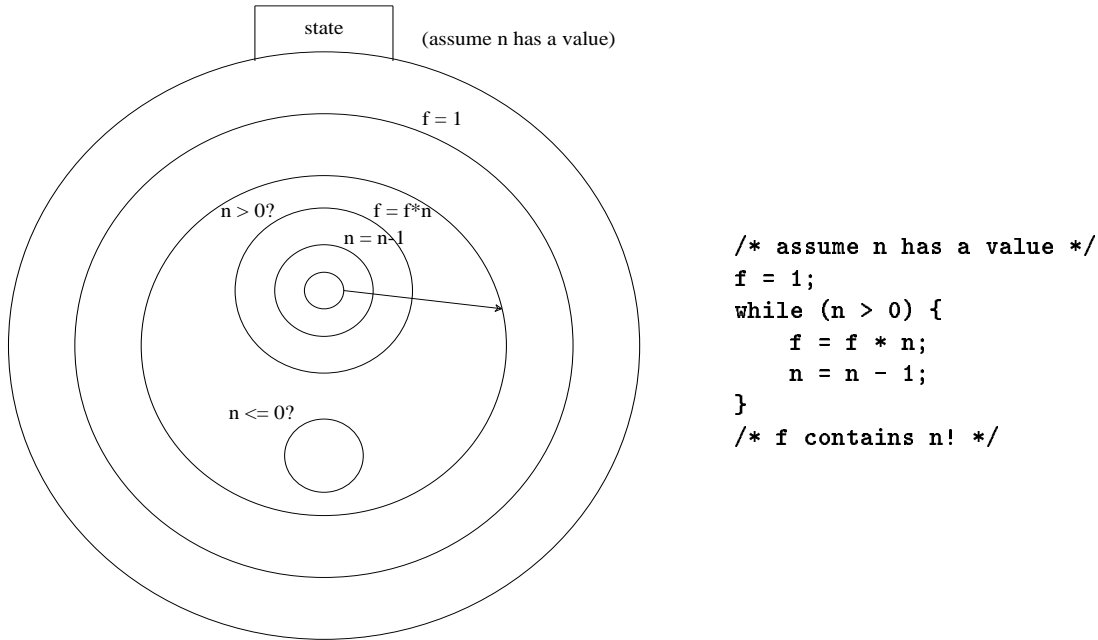 state
(assume n has a value)
f = 1
n > 0?
f = f*n
n = n-1
n <= 0?
/* assume n has a value */
f = 1;
while (n > 0) {
    f = f * n;
    n = n - 1;
}
/* f contains n! */